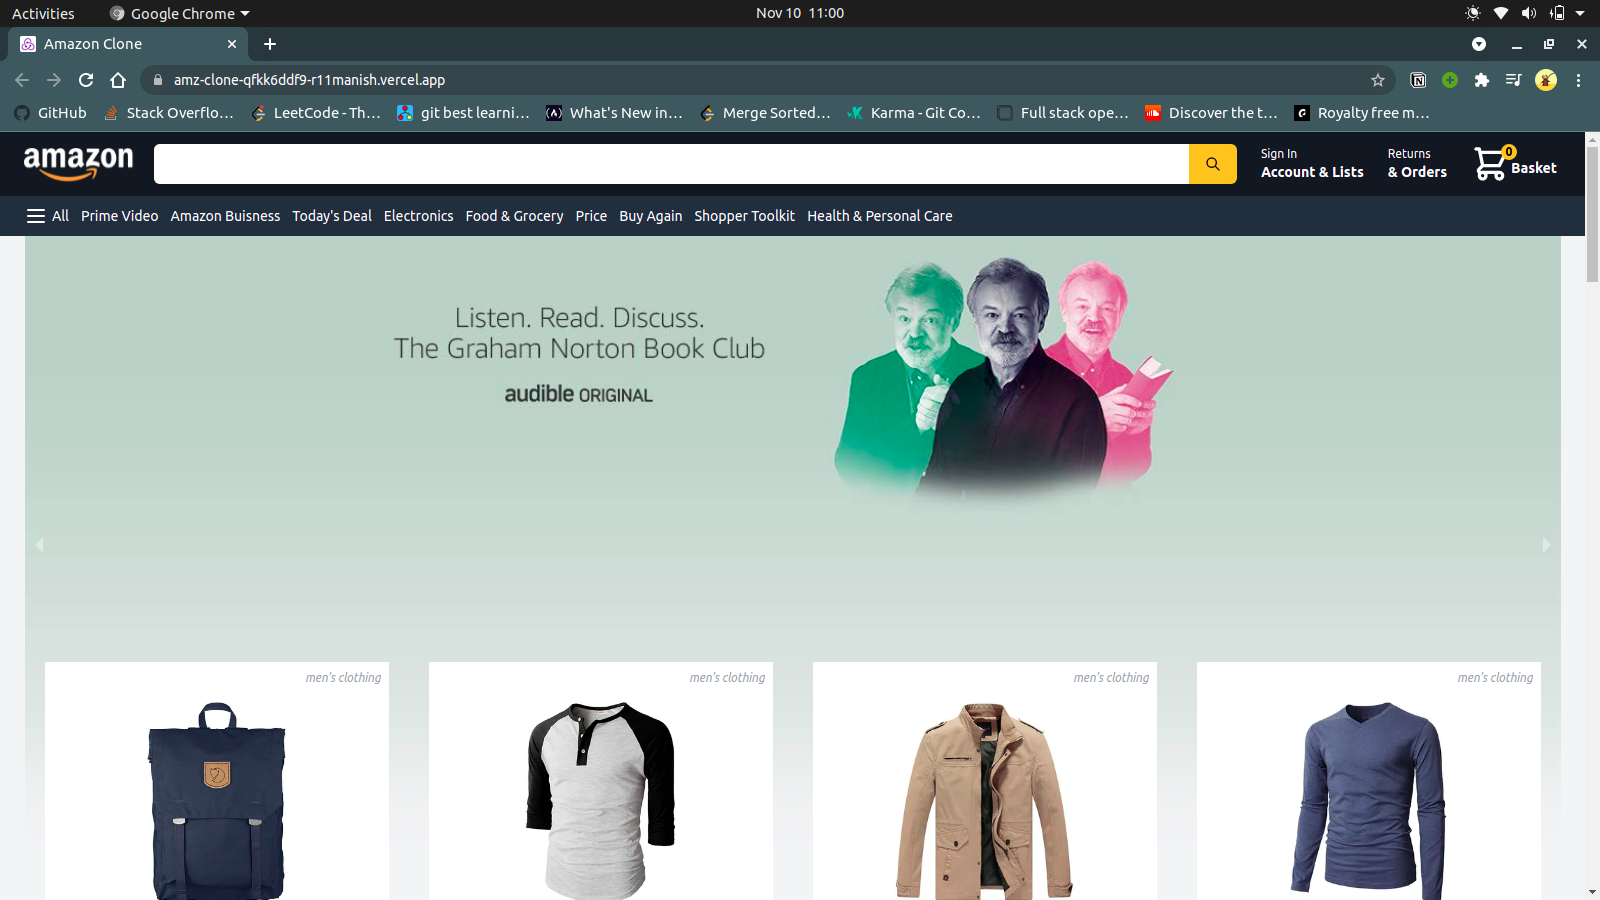 Activities Google Chrome Nov 10 11:00
Amazon Clone
amz-clone-qfkk6ddf9-r11manish.vercel.app
GitHub Stack Overflo... LeetCode - Th... git best learni... What's New in... Merge Sorted... Karma - Git Co... Full stack ope... Discover the t... Royalty free m...
amazon
Sign In
Account & Lists
Returns
& Orders
0
Basket
All Prime Video Amazon Buisness Today's Deal Electronics Food & Grocery Price Buy Again Shopper Toolkit Health & Personal Care
Listen. Read. Discuss.
The Graham Norton Book Club
audible ORIGINAL
men's clothing men's clothing men's clothing men's clothing